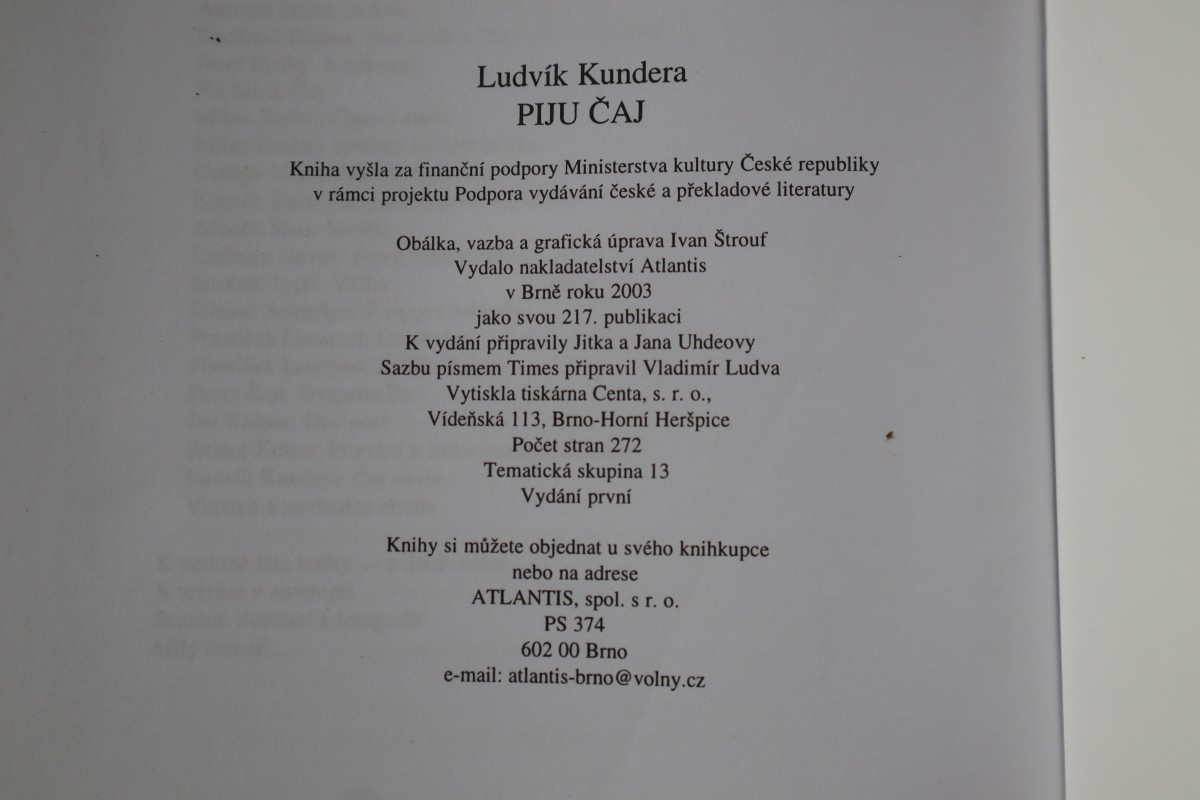 Ludvík Kundera
PIJU ČAJ
Kniha vyšla za finanční podpory Ministerstva kultury České republiky
v rámci projektu Podpora vydávání české a překladové literatury
Obálka, vazba a grafická úprava Ivan Štrouf
Vydalo nakladatelství Atlantis
v Brně roku 2003
jako svou 217. publikaci
K vydání připravily Jitka a Jana Uhdeovy
Sazbu písmem Times připravil Vladimír Ludva
Vytiskla tiskárna Centa, s. r. o.,
Vídeňská 113, Brno-Horní Heršpice
Počet stran 272
Tematická skupina 13
Vydání první
Knihy si můžete objednat u svého knihkupce
nebo na adrese
ATLANTIS, spol. s r. o.
PS 374
602 00 Brno
e-mail: atlantis-brno@volny.cz